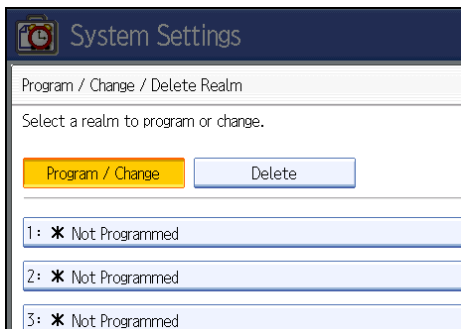 System Settings
Program / Change / Delete Realm
Select a realm to program or change.
Program / Change Delete
1: ✱ Not Programmed
2: ✱ Not Programmed
3: ✱ Not Programmed